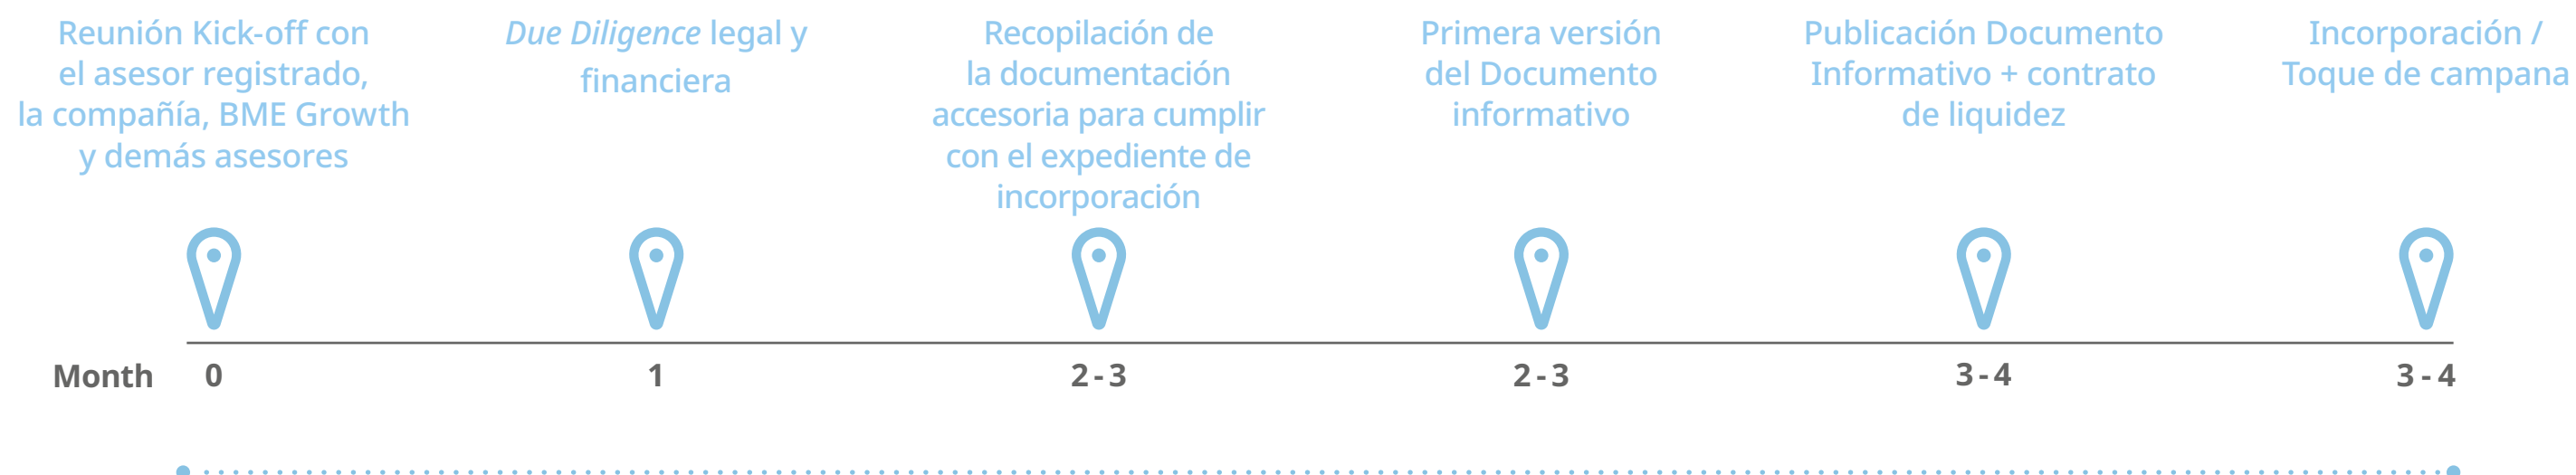 Reunión Kick-off con
el asesor registrado,
la compañía, BME Growth
y demás asesores
Due Diligence legal y
financiera
Recopilación de
la documentación
accesoria para cumplir
con el expediente de
incorporación
Primera versión
del Documento
informativo
Publicación Documento
Informativo + contrato
de liquidez
Incorporación /
Toque de campana
Month 0 1 2-3 2-3 3-4 3-4